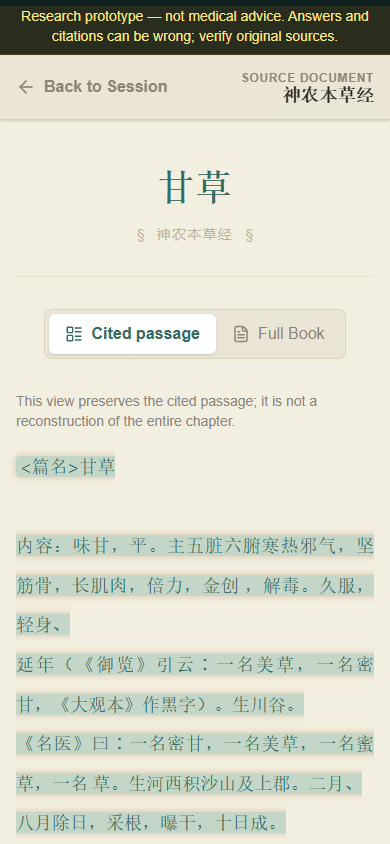 Research prototype — not medical advice. Answers and
citations can be wrong; verify original sources.
Back to Session
SOURCE DOCUMENT
神农本草经
甘草
§ 神农本草经 §
Cited passage
Full Book
This view preserves the cited passage; it is not a
reconstruction of the entire chapter.
<篇名>甘草
内容：味甘，平。主五脏六腑寒热邪气，坚
筋骨，长肌肉，倍力，金创，解毒。久服，
轻身、
延年（《御览》引云：一名美草，一名密
甘，《大观本》作黑字）。生川谷。
《名医》曰：一名密甘，一名美草，一名蜜
草，一名 草。生河西积沙山及上郡。二月、
八月除日，采根，曝干，十日成。